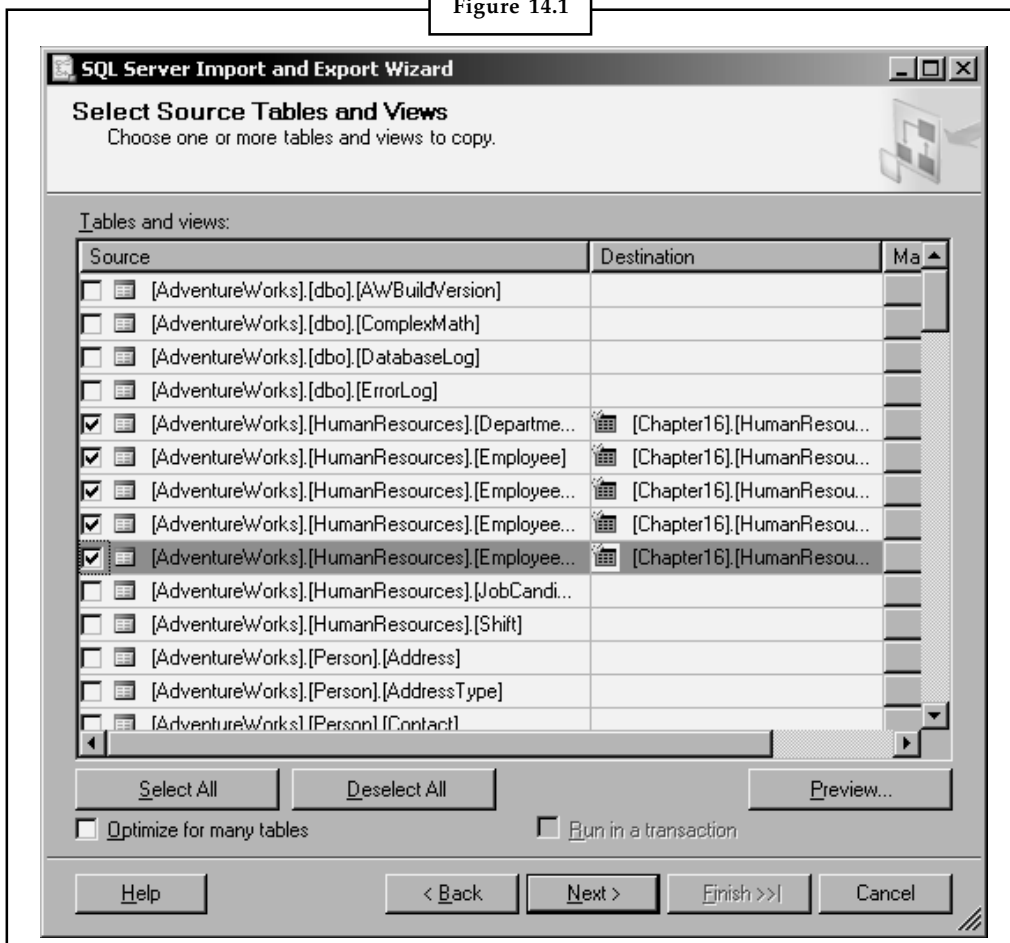 Figure 14.1
SQL Server Import and Export Wizard
Select Source Tables and Views
Choose one or more tables and views to copy.
Tables and views:
Source Destination Ma
[AdventureWorks].[dbo].[AWBuildVersion]
[AdventureWorks].[dbo].[ComplexMath]
[AdventureWorks].[dbo].[DatabaseLog]
[AdventureWorks].[dbo].[ErrorLog]
[AdventureWorks].[HumanResources].[Departme... [Chapter16].[HumanResou...
[AdventureWorks].[HumanResources].[Employee] [Chapter16].[HumanResou...
[AdventureWorks].[HumanResources].[Employee... [Chapter16].[HumanResou...
[AdventureWorks].[HumanResources].[Employee... [Chapter16].[HumanResou...
[AdventureWorks].[HumanResources].[Employee... [Chapter16].[HumanResou...
[AdventureWorks].[HumanResources].[JobCandi...
[AdventureWorks].[HumanResources].[Shift]
[AdventureWorks].[Person].[Address]
[AdventureWorks].[Person].[AddressType]
[AdventureWorks].[Person].[Contact]
Select All Deselect All Preview...
Optimize for many tables Run in a transaction
Help < Back Next > Finish >>| Cancel